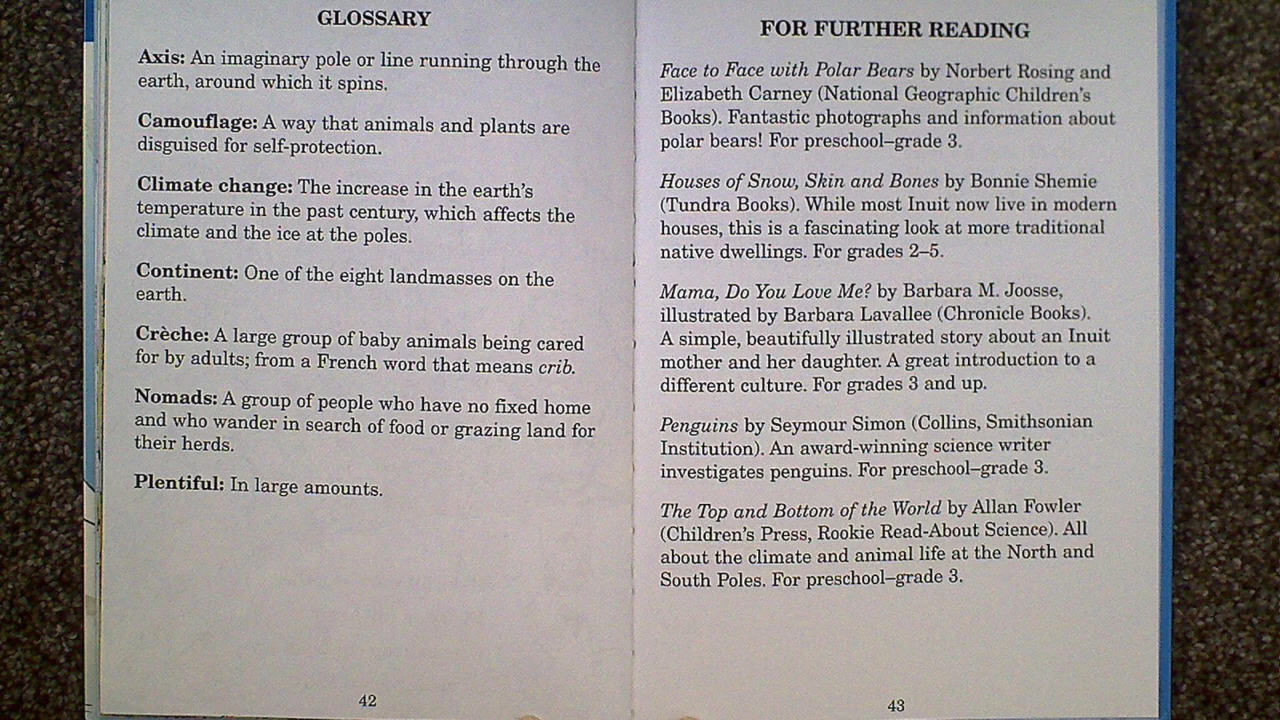 GLOSSARY
Axis: An imaginary pole or line running through the
earth, around which it spins.
Camouflage: A way that animals and plants are
disguised for self-protection.
Climate change: The increase in the earth's
temperature in the past century, which affects the
climate and the ice at the poles.
Continent: One of the eight landmasses on the
earth.
Crèche: A large group of baby animals being cared
for by adults; from a French word that means crib.
Nomads: A group of people who have no fixed home
and who wander in search of food or grazing land for
their herds.
Plentiful: In large amounts.
42
FOR FURTHER READING
Face to Face with Polar Bears by Norbert Rosing and
Elizabeth Carney (National Geographic Children's
Books). Fantastic photographs and information about
polar bears! For preschool–grade 3.
Houses of Snow, Skin and Bones by Bonnie Shemie
(Tundra Books). While most Inuit now live in modern
houses, this is a fascinating look at more traditional
native dwellings. For grades 2–5.
Mama, Do You Love Me? by Barbara M. Joosse,
illustrated by Barbara Lavallee (Chronicle Books).
A simple, beautifully illustrated story about an Inuit
mother and her daughter. A great introduction to a
different culture. For grades 3 and up.
Penguins by Seymour Simon (Collins, Smithsonian
Institution). An award-winning science writer
investigates penguins. For preschool–grade 3.
The Top and Bottom of the World by Allan Fowler
(Children's Press, Rookie Read-About Science). All
about the climate and animal life at the North and
South Poles. For preschool–grade 3.
43